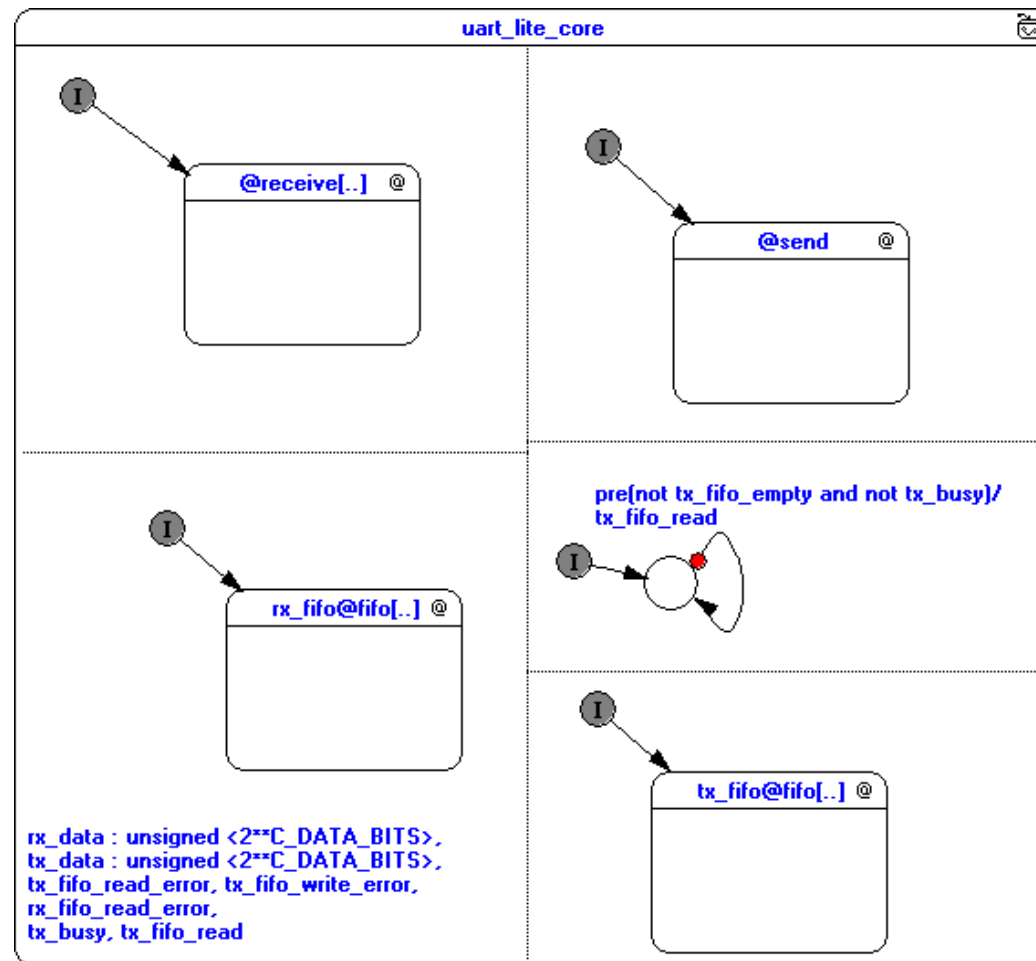 uart_lite_core
I
@receive[..] @
I
@send @
I
rx_fifo@fifo[..] @
pre(not tx_fifo_empty and not tx_busy)/
tx_fifo_read
I
I
tx_fifo@fifo[..] @
rx_data : unsigned <2**C_DATA_BITS>,
tx_data : unsigned <2**C_DATA_BITS>,
tx_fifo_read_error, tx_fifo_write_error,
rx_fifo_read_error,
tx_busy, tx_fifo_read